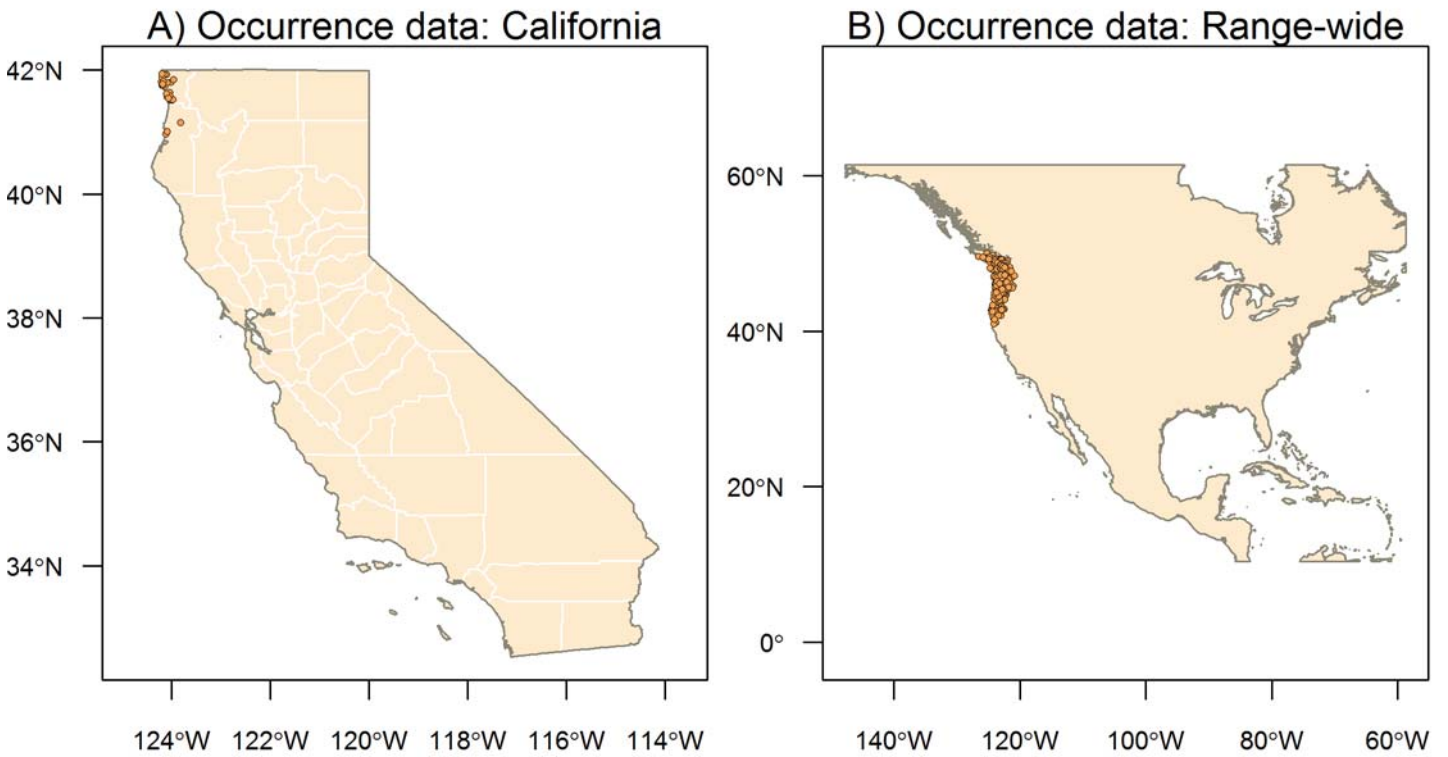 A) Occurrence data: California
42°N
40°N
38°N
36°N
34°N
124°W 122°W 120°W 118°W 116°W 114°W
B) Occurrence data: Range-wide
60°N
40°N
20°N
0°
140°W 120°W 100°W 80°W 60°W